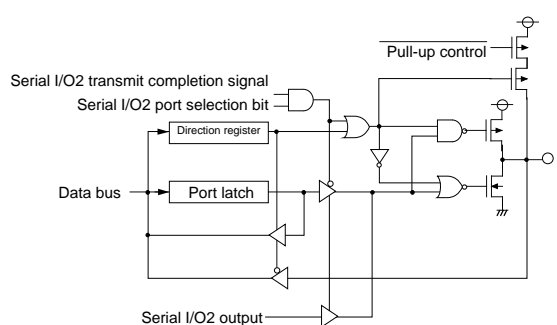 Pull-up control
Serial I/O2 transmit completion signal
Serial I/O2 port selection bit
Direction register
Data bus
Port latch
Serial I/O2 output